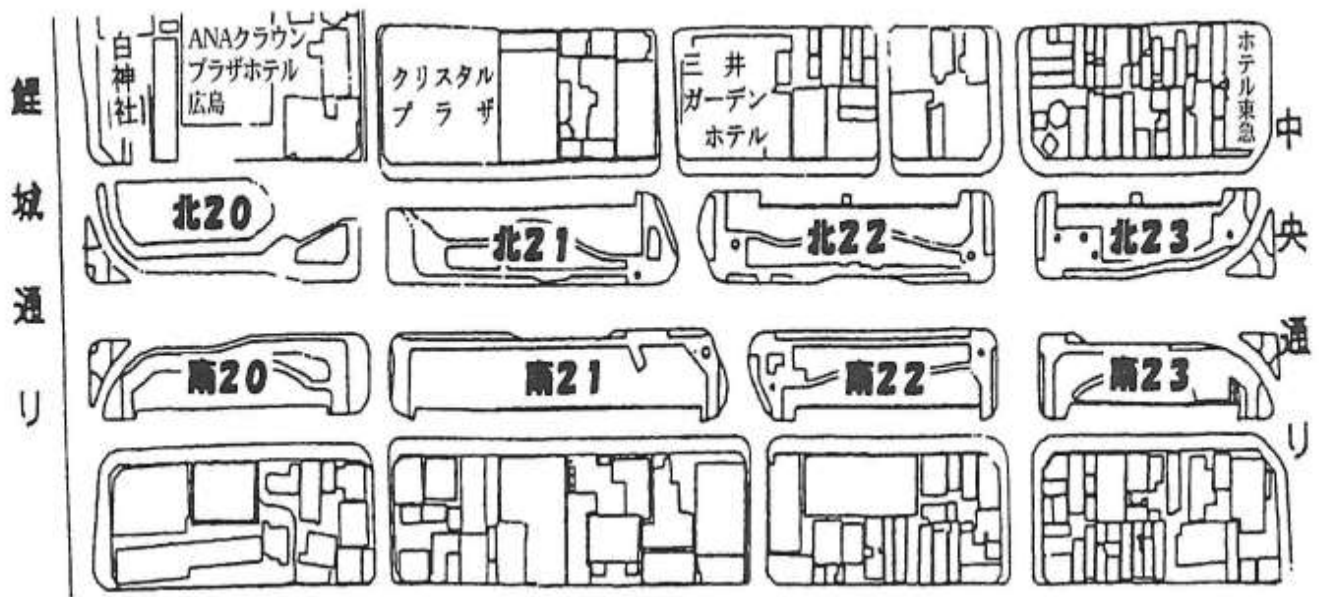 鯉城通り
白神社
ANAクラウン
プラザホテル
広島
クリスタル
プラザ
三井
ガーデン
ホテル
ホテル東急
中央通り
北20
北21
北22
北23
南20
南21
南22
南23